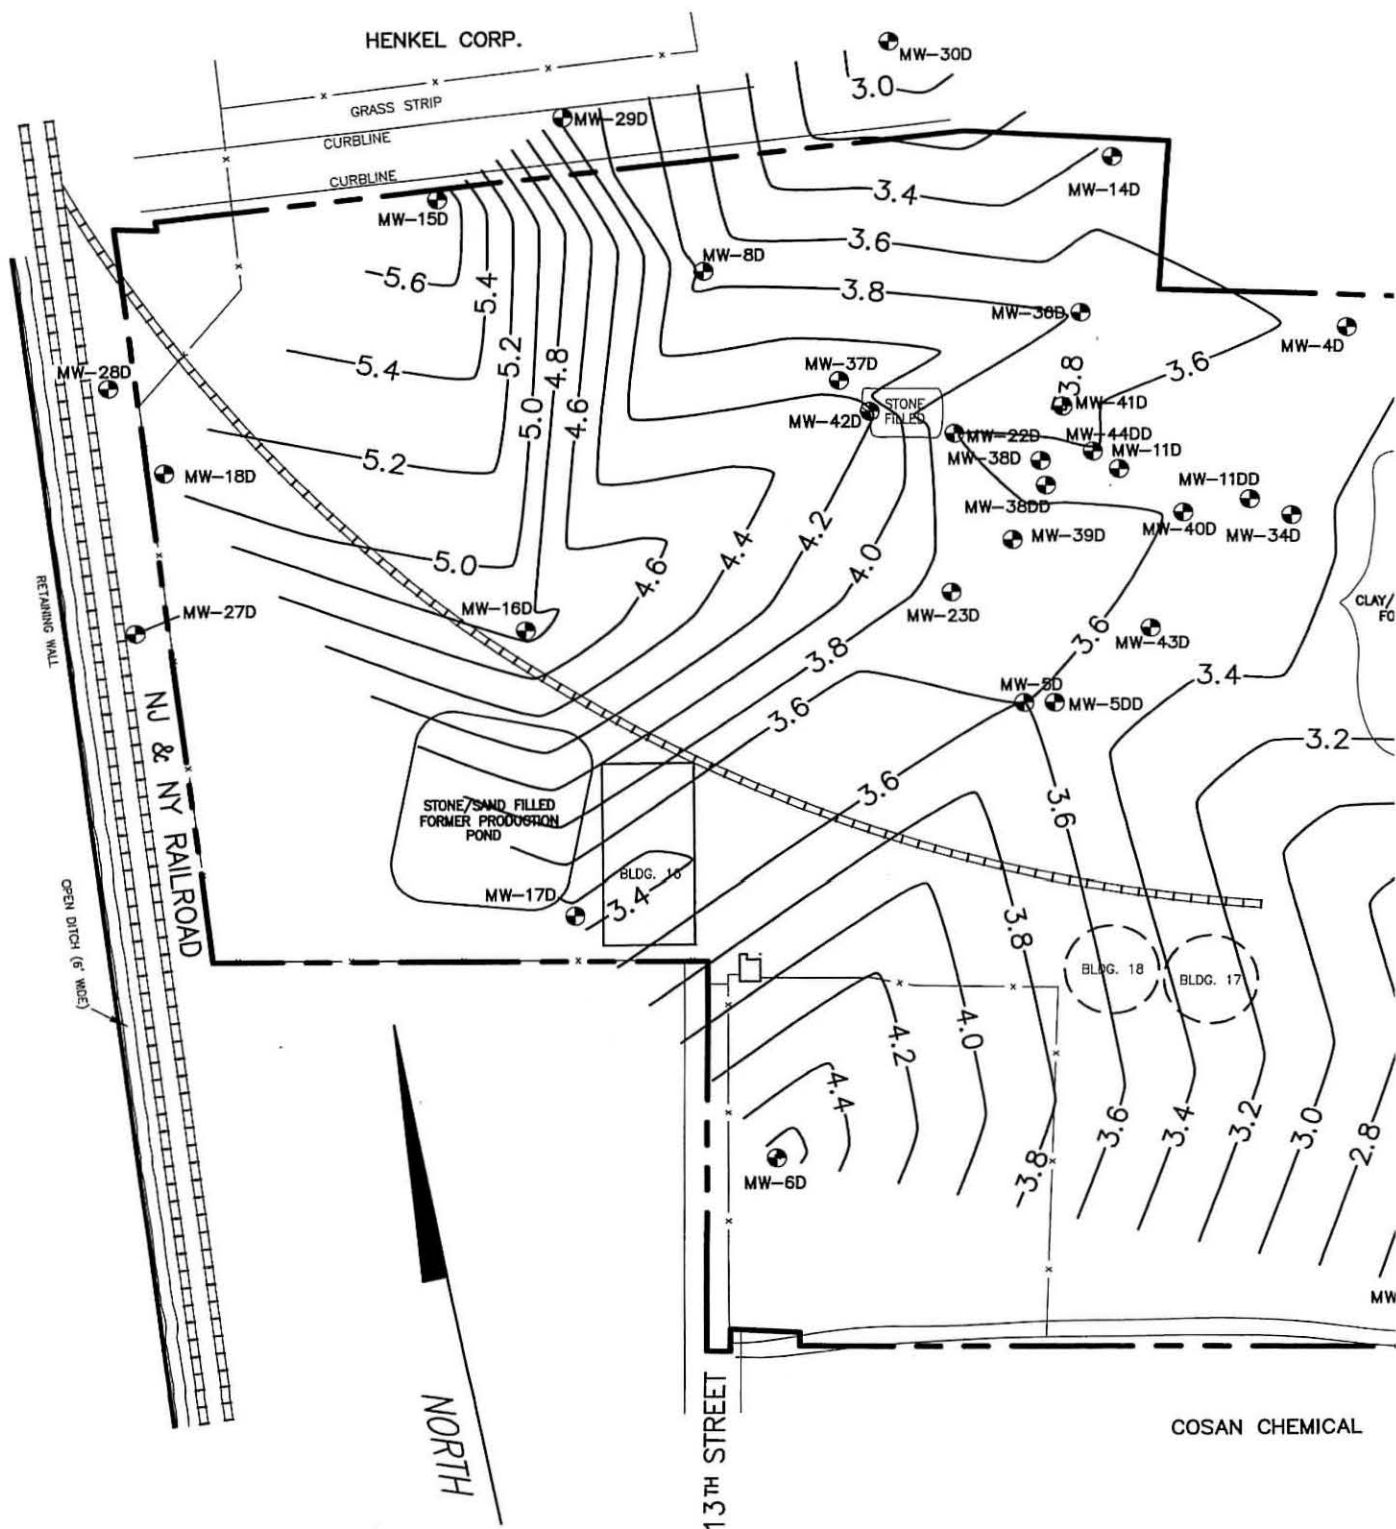 HENKEL CORP.
MW-30D
3.0
GRASS STRIP
MW-29D
CURBLINE
CURBLINE
MW-14D
3.4
MW-15D
3.6
MW-8D
5.6
5.4
3.8
MW-36D
MW-4D
5.2
4.8
5.4
MW-37D
3.6
MW-28D
3.8
MW-41D
STONE
FILLED
MW-42D
5.0
4.6
MW-22D
MW-44DD
MW-11D
5.2
MW-38D
MW-18D
MW-11DD
MW-38DD
MW-40D
MW-34D
4.4
4.2
4.0
MW-39D
5.0
4.6
RETAINING WALL
MW-16D
MW-23D
CLAY/
FO
MW-27D
3.6
MW-43D
3.8
3.4
MW-5D
MW-5DD
3.6
3.2
NJ & NY RAILROAD
3.6
3.6
STONE/SAND FILLED
FORMER PRODUCTION
POND
BLDG. 16
MW-17D
3.4
OPEN DITCH (6' WIDE)
3.8
BLDG. 18
BLDG. 17
4.2
4.0
4.4
3.6
3.4
3.2
3.0
2.8
3.8
MW-6D
MW
NORTH
13TH STREET
COSAN CHEMICAL